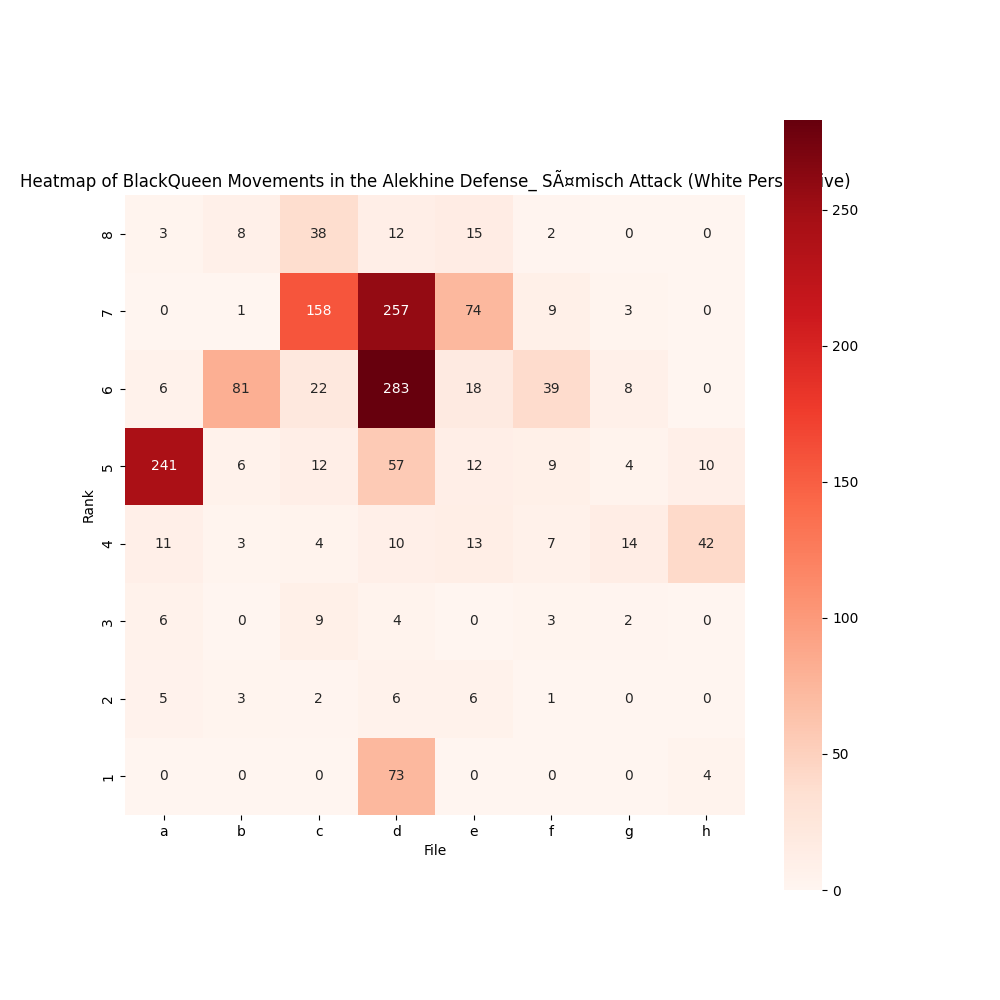 Heatmap of BlackQueen Movements in the Alekhine Defense_ SÃ¤misch Attack (White Pers ive)
8 3 8 38 12 15 2 0 0
7 0 1 158 257 74 9 3 0
6 6 81 22 283 18 39 8 0
5 241 6 12 57 12 9 4 10
4 11 3 4 10 13 7 14 42
3 6 0 9 4 0 3 2 0
2 5 3 2 6 6 1 0 0
1 0 0 0 73 0 0 0 4
a b c d e f g h
Rank
File
250
200
150
100
50
0